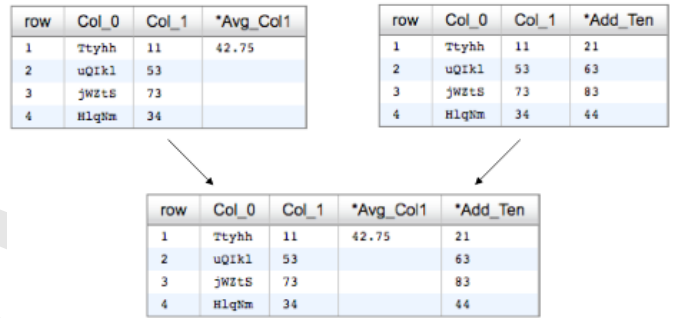 row Col_0 Col_1 *Avg_Col1
1 Ttyhh 11 42.75
2 uQIkl 53
3 jWZtS 73
4 HlqNm 34
row Col_0 Col_1 *Add_Ten
1 Ttyhh 11 21
2 uQIkl 53 63
3 jWZtS 73 83
4 HlqNm 34 44
row Col_0 Col_1 *Avg_Col1 *Add_Ten
1 Ttyhh 11 42.75 21
2 uQIkl 53 63
3 jWZtS 73 83
4 HlqNm 34 44